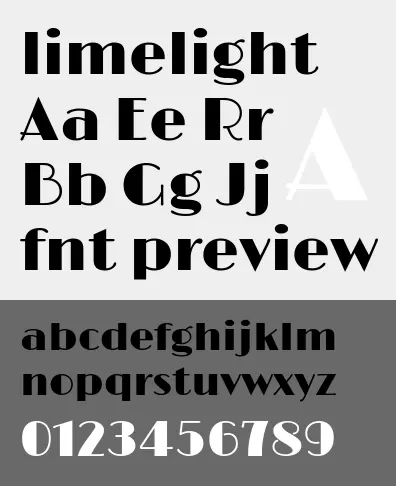 limelight
Aa Ee Rr
Bb Gg Jj
A
fnt preview
abcdefghijklm
nopqrstuvwxyz
0123456789